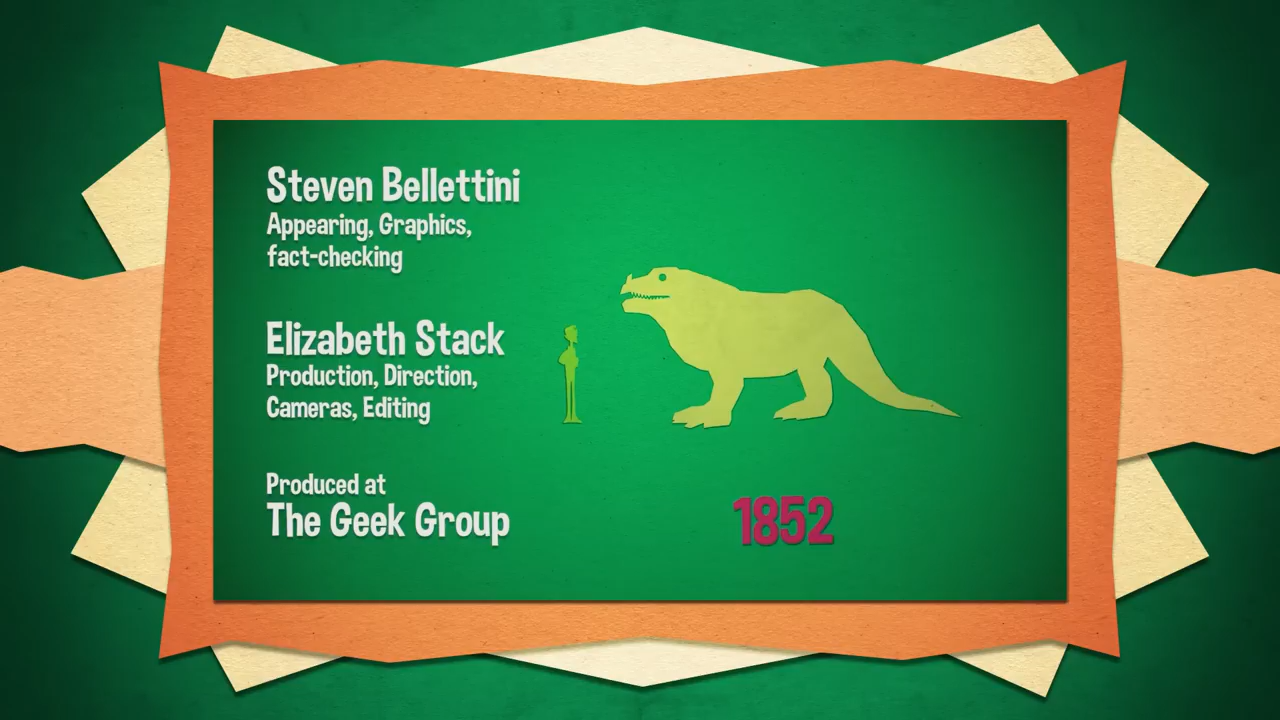 Steven Bellettini
Appearing, Graphics,
fact-checking
Elizabeth Stack
Production, Direction,
Cameras, Editing
Produced at
The Geek Group
1852